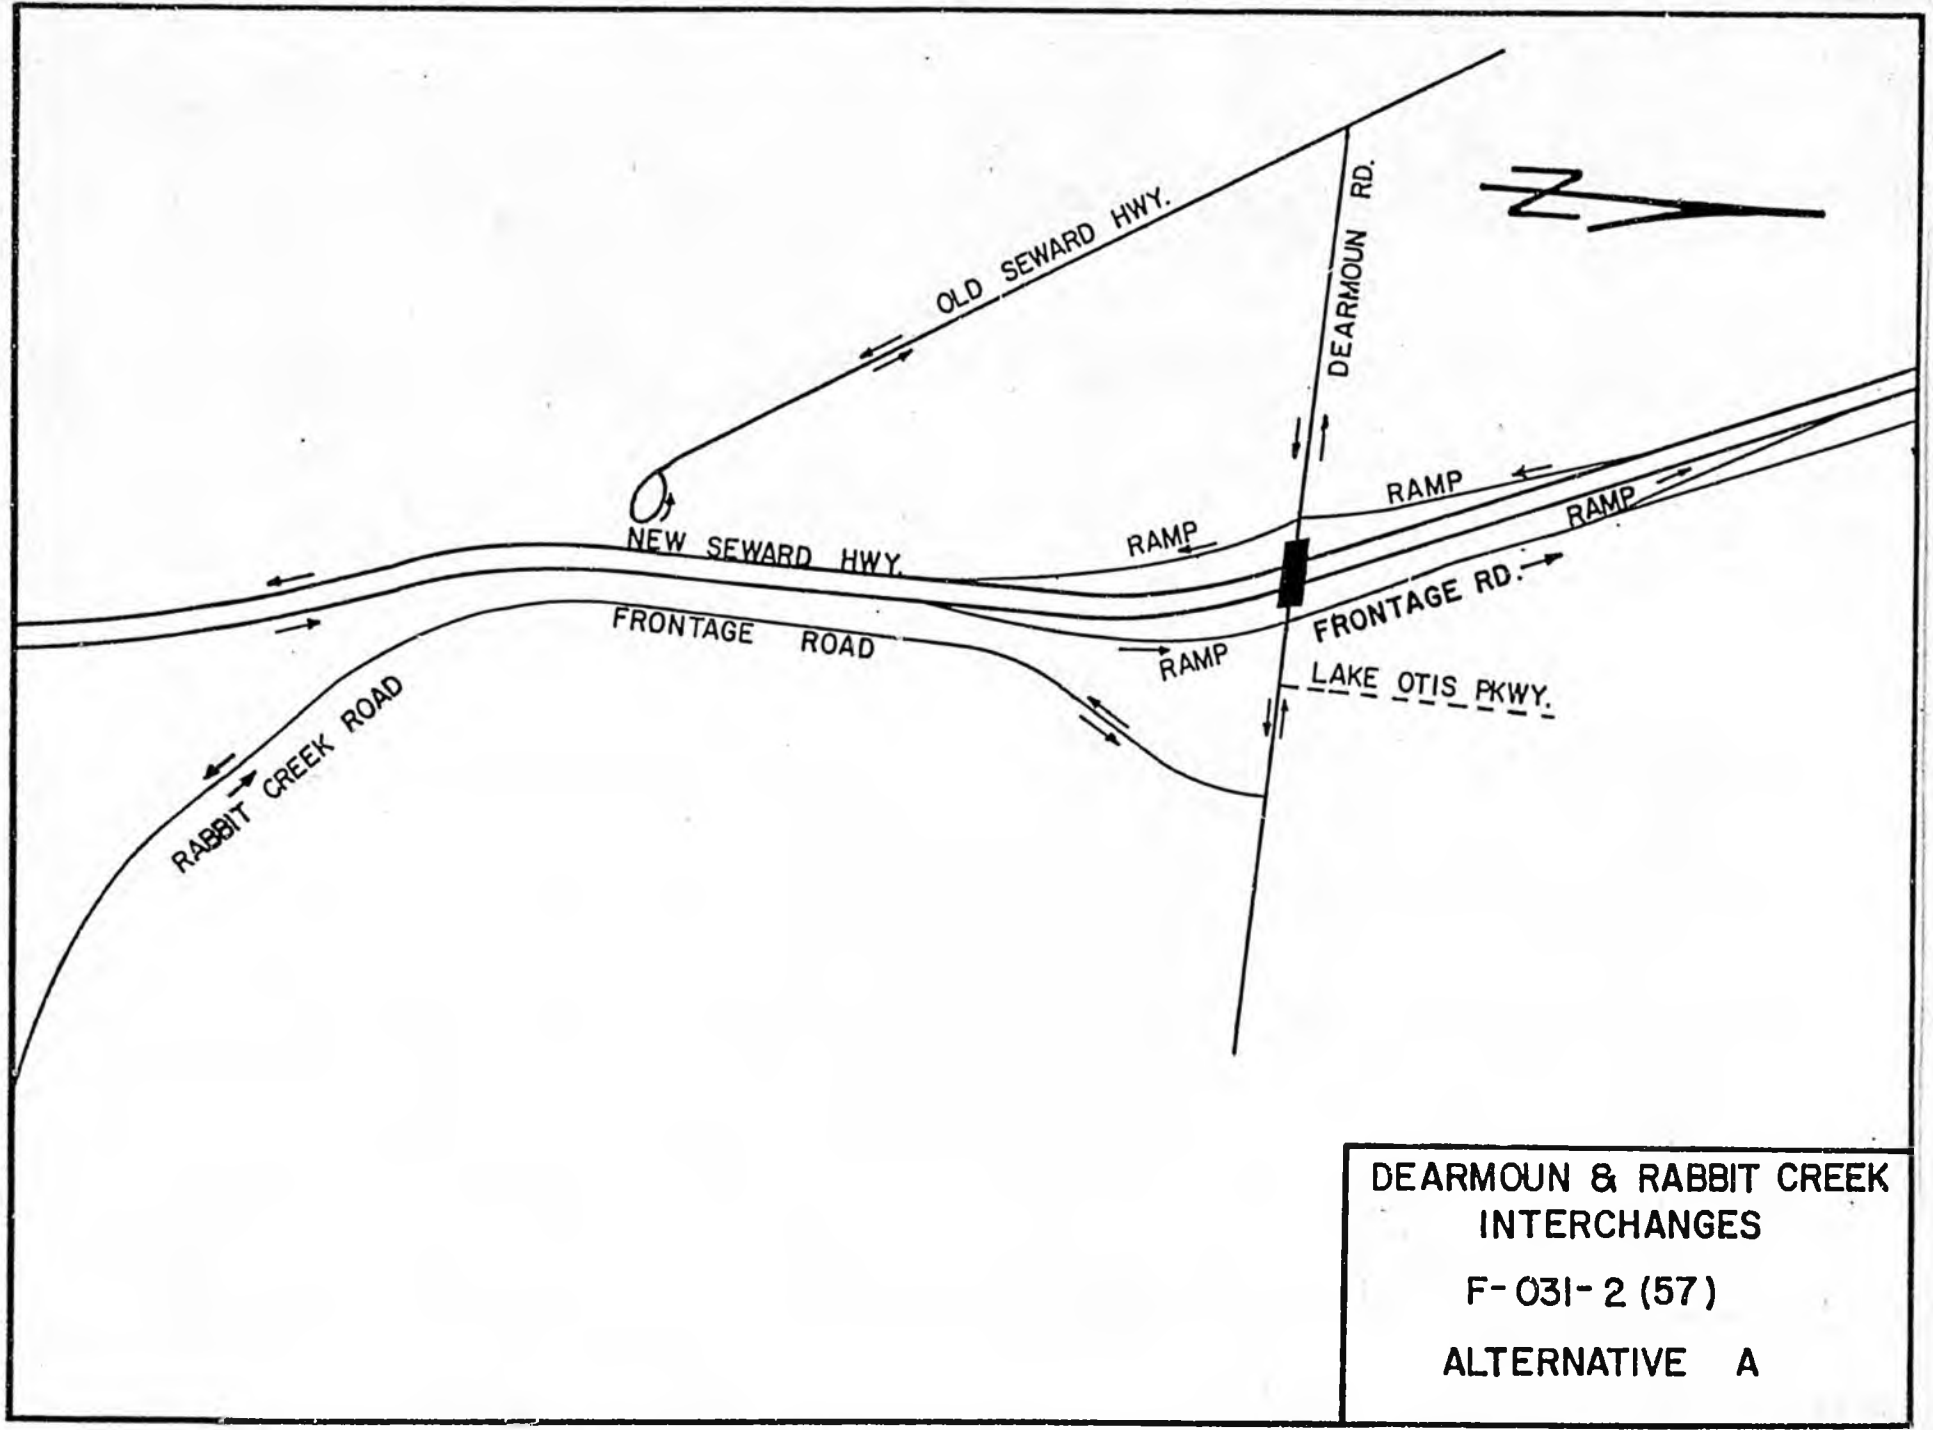 OLD SEWARD HWY.
DEARMOUN RD.
N
RAMP
RAMP
RAMP
NEW SEWARD HWY.
FRONTAGE RD.
FRONTAGE ROAD
RAMP
LAKE OTIS PKWY.
RABBIT CREEK ROAD
DEARMOUN & RABBIT CREEK
INTERCHANGES
F-031-2 (57)
ALTERNATIVE A